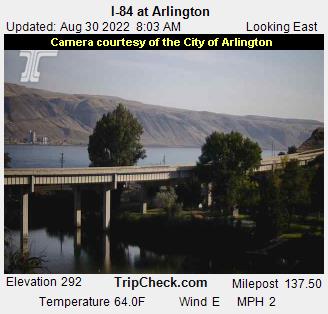 I-84 at Arlington
Updated: Aug 30 2022 8:03 AM Looking East
Camera courtesy of the City of Arlington
Elevation 292 TripCheck.com Milepost 137.50
Temperature 64.0F Wind E MPH 2